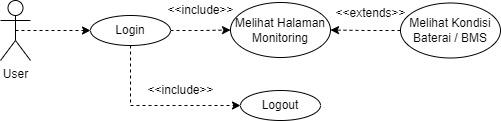 <<include>>
<<extends>>
Login
Melihat Halaman
Monitoring
Melihat Kondisi
Baterai / BMS
User
<<include>>
Logout